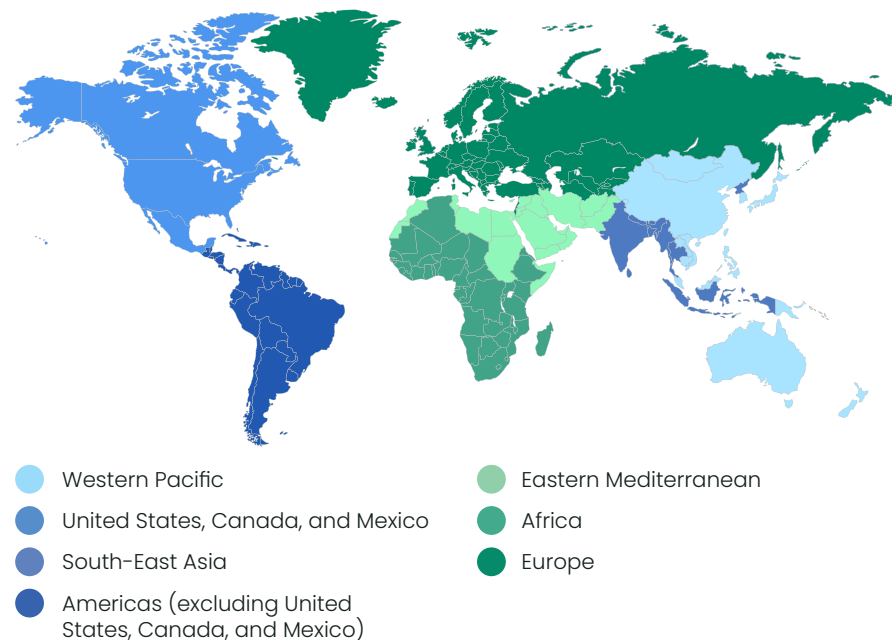 Western Pacific
United States, Canada, and Mexico
South-East Asia
Americas (excluding United
States, Canada, and Mexico)
Eastern Mediterranean
Africa
Europe